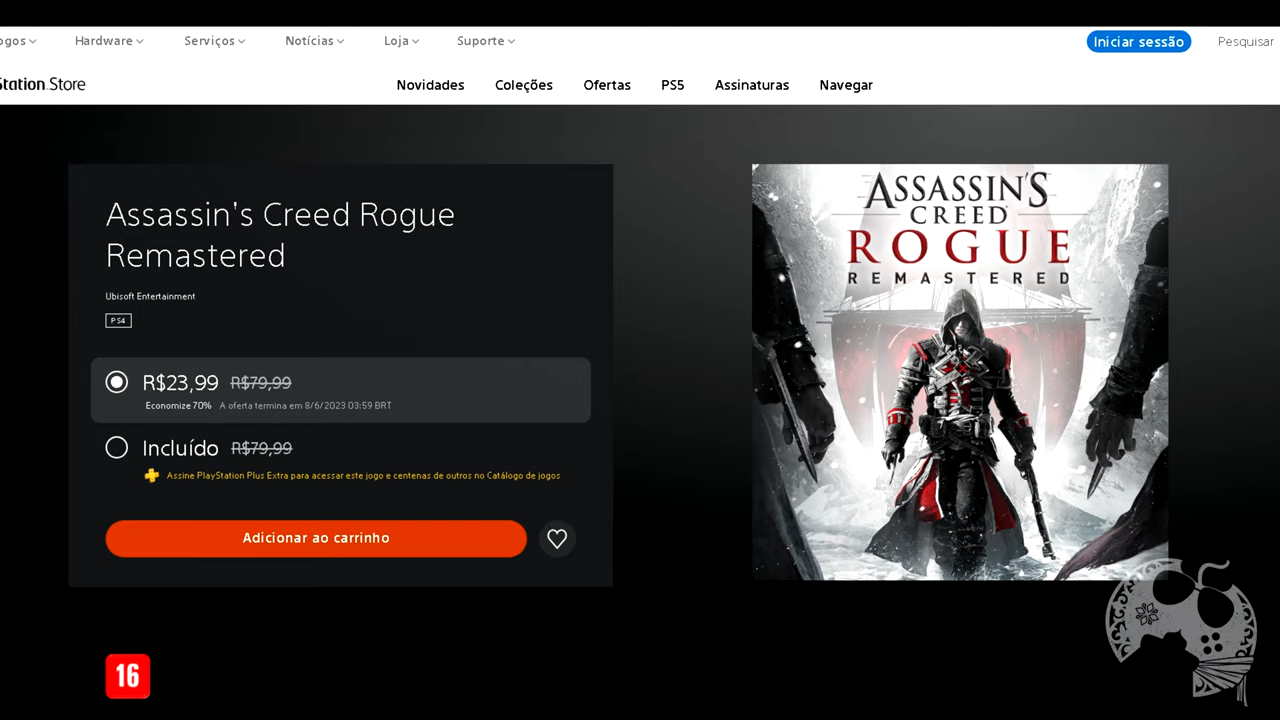 ogos
Hardware
Serviços
Notícias
Loja
Suporte
Iniciar sessão
Pesquisar
Station Store
Novidades
Coleções
Ofertas
PS5
Assinaturas
Navegar
Assassin's Creed Rogue
Remastered
Ubisoft Entertainment
PS4
R$23,99 R$79,99
Economize 70% A oferta termina em 8/6/2023 03:59 BRT
Incluído R$79,99
Assine PlayStation Plus Extra para acessar este jogo e centenas de outros no Catálogo de jogos
Adicionar ao carrinho
16
ASSASSIN'S
CREED
ROGUE
REMASTERED